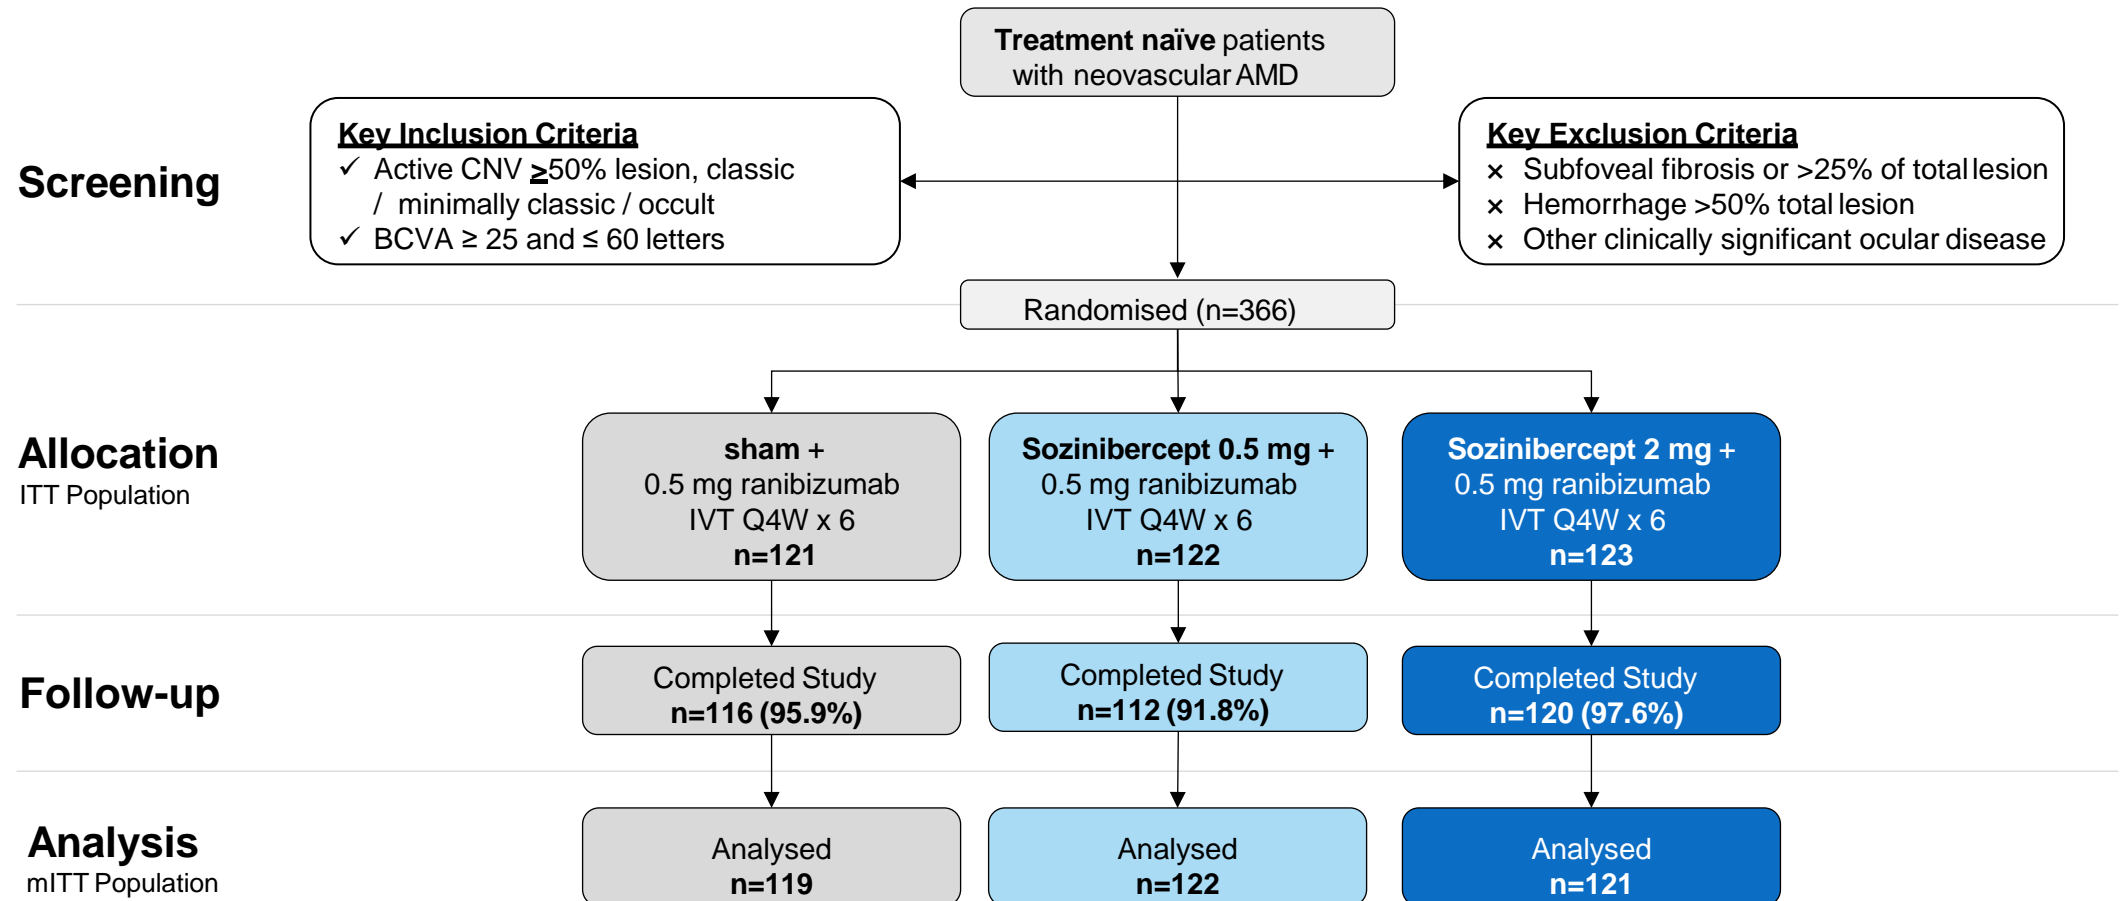 Treatment naïve patients
with neovascular AMD
Screening
Key Inclusion Criteria
✓ Active CNV ≥50% lesion, classic
/ minimally classic / occult
✓ BCVA ≥ 25 and ≤ 60 letters
Key Exclusion Criteria
× Subfoveal fibrosis or >25% of total lesion
× Hemorrhage >50% total lesion
× Other clinically significant ocular disease
Randomised (n=366)
Allocation
ITT Population
sham +
0.5 mg ranibizumab
IVT Q4W x 6
n=121
Sozinibercept 0.5 mg +
0.5 mg ranibizumab
IVT Q4W x 6
n=122
Sozinibercept 2 mg +
0.5 mg ranibizumab
IVT Q4W x 6
n=123
Follow-up
Completed Study
n=116 (95.9%)
Completed Study
n=112 (91.8%)
Completed Study
n=120 (97.6%)
Analysis
mITT Population
Analysed
n=119
Analysed
n=122
Analysed
n=121